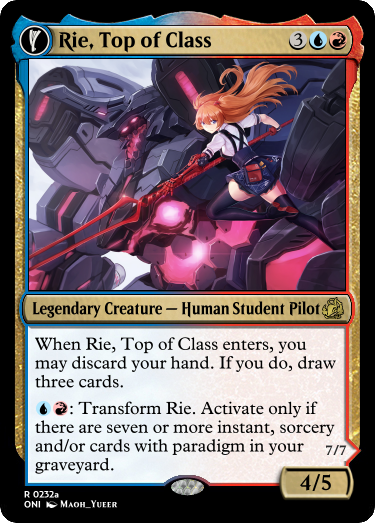 Rie, Top of Class 3
Legendary Creature — Human Student Pilot
When Rie, Top of Class enters, you
may discard your hand. If you do, draw
three cards.
: Transform Rie. Activate only if
there are seven or more instant, sorcery
and/or cards with paradigm in your
graveyard.
7/7
4/5
R 0232a
ONI Maoh_Yueer